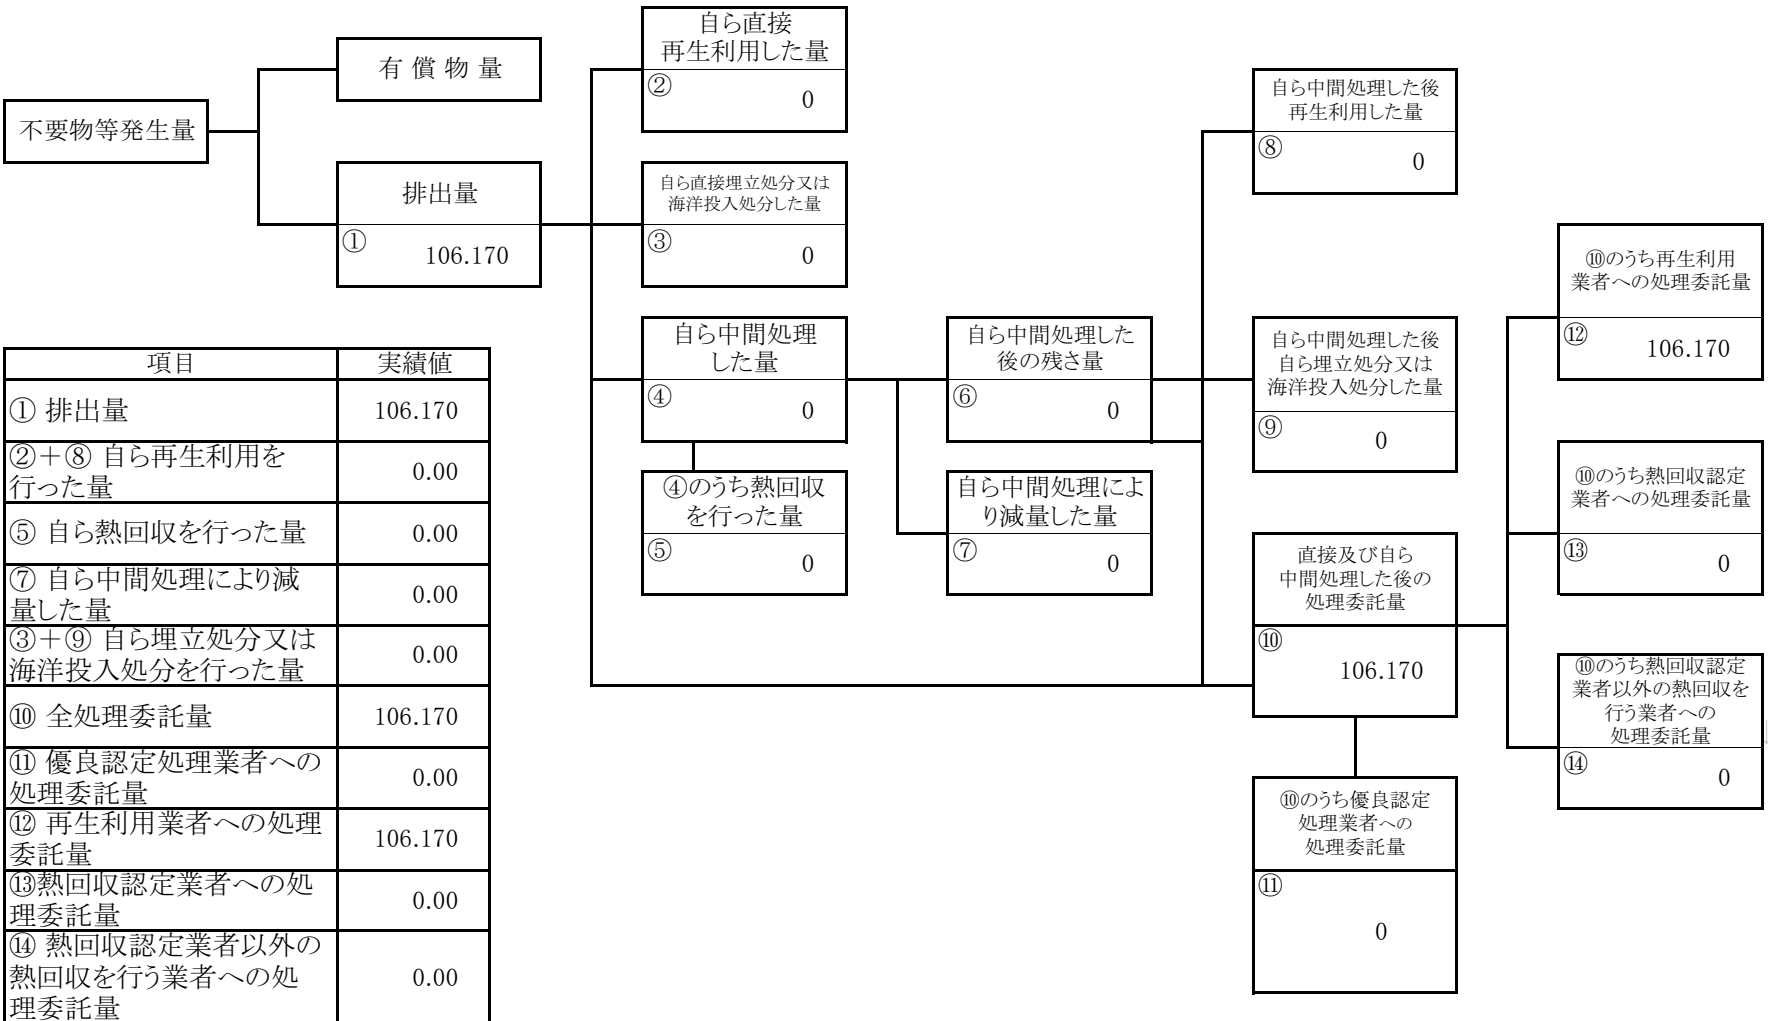 不要物等発生量
有 償 物 量
排出量
①
106.170
自ら直接
再生利用した量
②
0
自ら直接埋立処分又は
海洋投入処分した量
③
0
自ら中間処理
した量
④
0
④のうち熱回収
を行った量
⑤
0
自ら中間処理した
後の残さ量
⑥
0
自ら中間処理によ
り減量した量
⑦
0
自ら中間処理した後
再生利用した量
⑧
0
自ら中間処理した後
自ら埋立処分又は
海洋投入処分した量
⑨
0
直接及び自ら
中間処理した後の
処理委託量
⑩
106.170
⑩のうち優良認定
処理業者への
処理委託量
⑪
0
⑩のうち再生利用
業者への処理委託量
⑫
106.170
⑩のうち熱回収認定
業者への処理委託量
⑬
0
⑩のうち熱回収認定
業者以外の熱回収を
行う業者への
処理委託量
⑭
0
項目 実績値
① 排出量 106.170
②＋⑧ 自ら再生利用を
行った量 0.00
⑤ 自ら熱回収を行った量 0.00
⑦ 自ら中間処理により減
量した量 0.00
③＋⑨ 自ら埋立処分又は
海洋投入処分を行った量 0.00
⑩ 全処理委託量 106.170
⑪ 優良認定処理業者への
処理委託量 0.00
⑫ 再生利用業者への処理
委託量 106.170
⑬熱回収認定業者への処
理委託量 0.00
⑭ 熱回収認定業者以外の
熱回収を行う業者への処 0.00
理委託量